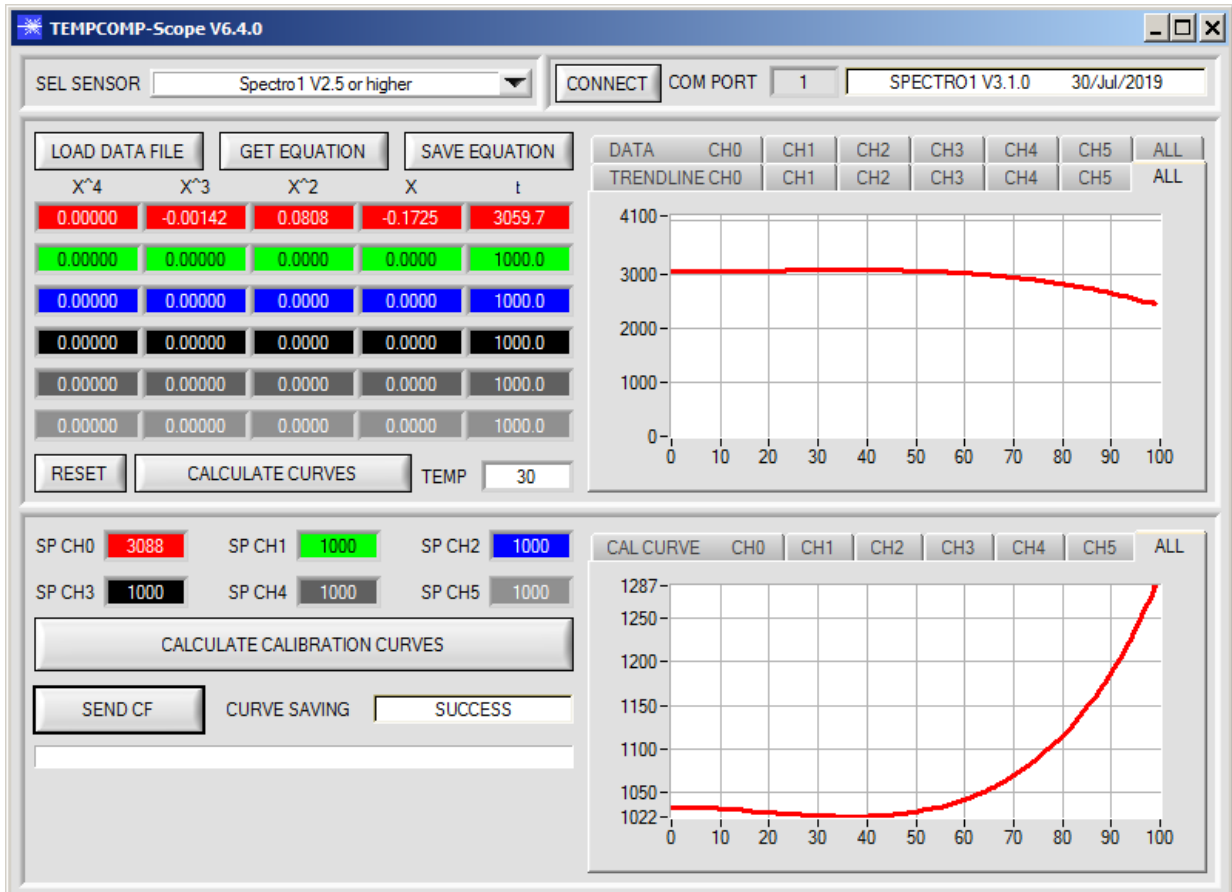 TEMPCOMP-Scope V6.4.0
SEL SENSOR Spectro1 V2.5 or higher
CONNECT COM PORT 1 SPECTRO1 V3.1.0 30/Jul/2019
LOAD DATA FILE GET EQUATION SAVE EQUATION
X^4 X^3 X^2 X t
0.00000 -0.00142 0.0808 -0.1725 3059.7
0.00000 0.00000 0.0000 0.0000 1000.0
0.00000 0.00000 0.0000 0.0000 1000.0
0.00000 0.00000 0.0000 0.0000 1000.0
0.00000 0.00000 0.0000 0.0000 1000.0
0.00000 0.00000 0.0000 0.0000 1000.0
RESET CALCULATE CURVES TEMP 30
DATA CH0 CH1 CH2 CH3 CH4 CH5 ALL
TRENDLINE CH0 CH1 CH2 CH3 CH4 CH5 ALL
4100
3000
2000
1000
0
0 10 20 30 40 50 60 70 80 90 100
SP CH0 3088 SP CH1 1000 SP CH2 1000
SP CH3 1000 SP CH4 1000 SP CH5 1000
CALCULATE CALIBRATION CURVES
SEND CF CURVE SAVING SUCCESS
CAL CURVE CH0 CH1 CH2 CH3 CH4 CH5 ALL
1287
1250
1200
1150
1100
1050
1022
0 10 20 30 40 50 60 70 80 90 100